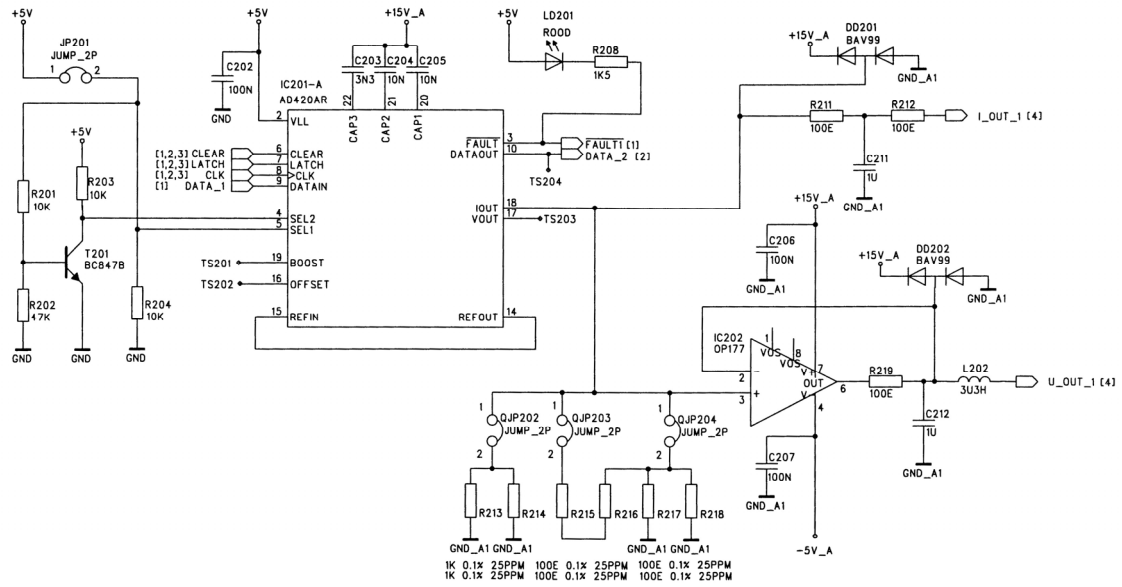 +5V
+5V
+15V_A
+5V
LD201
ROOD
R208
1K5
+15V_A
DD201
BAV99
GND_A1
JP201
JUMP_2P
1
2
C202
100N
GND
IC201-A
AD420AR
C203
3N3
C204
10N
C205
10N
22
21
20
CAP3
CAP2
CAP1
2
VLL
R211
100E
R212
100E
I_OUT_1 [4]
C211
1U
GND_A1
+5V
[1,2,3] CLEAR
6
CLEAR
[1,2,3] LATCH
7
LATCH
[1,2,3] CLK
8
CLK
[1] DATA_1
9
DATAIN
FAULT
3
FAULT1 [1]
DATAOUT
10
DATA_2 [2]
TS204
R201
10K
R203
10K
4
SEL2
5
SEL1
IOUT
18
VOUT
17
TS203
T201
BC847B
TS201
19
BOOST
TS202
16
OFFSET
15
REFIN
REFOUT
14
R202
47K
R204
10K
GND
GND
GND
+15V_A
C206
100N
GND_A1
+15V_A
DD202
BAV99
GND_A1
IC202
OP177
1
VOS
8
VOS
V+
7
2
-
3
+
OUT
6
V-
4
R219
100E
L202
3U3H
U_OUT_1 [4]
C212
1U
GND_A1
C207
100N
GND_A1
-5V_A
1
QJP202
JUMP_2P
2
1
QJP203
JUMP_2P
2
1
QJP204
JUMP_2P
2
R213
R214
R215
R216
R217
R218
GND_A1
GND_A1
GND_A1
GND_A1
1K 0.1% 25PPM 100E 0.1% 25PPM 100E 0.1% 25PPM
1K 0.1% 25PPM 100E 0.1% 25PPM 100E 0.1% 25PPM